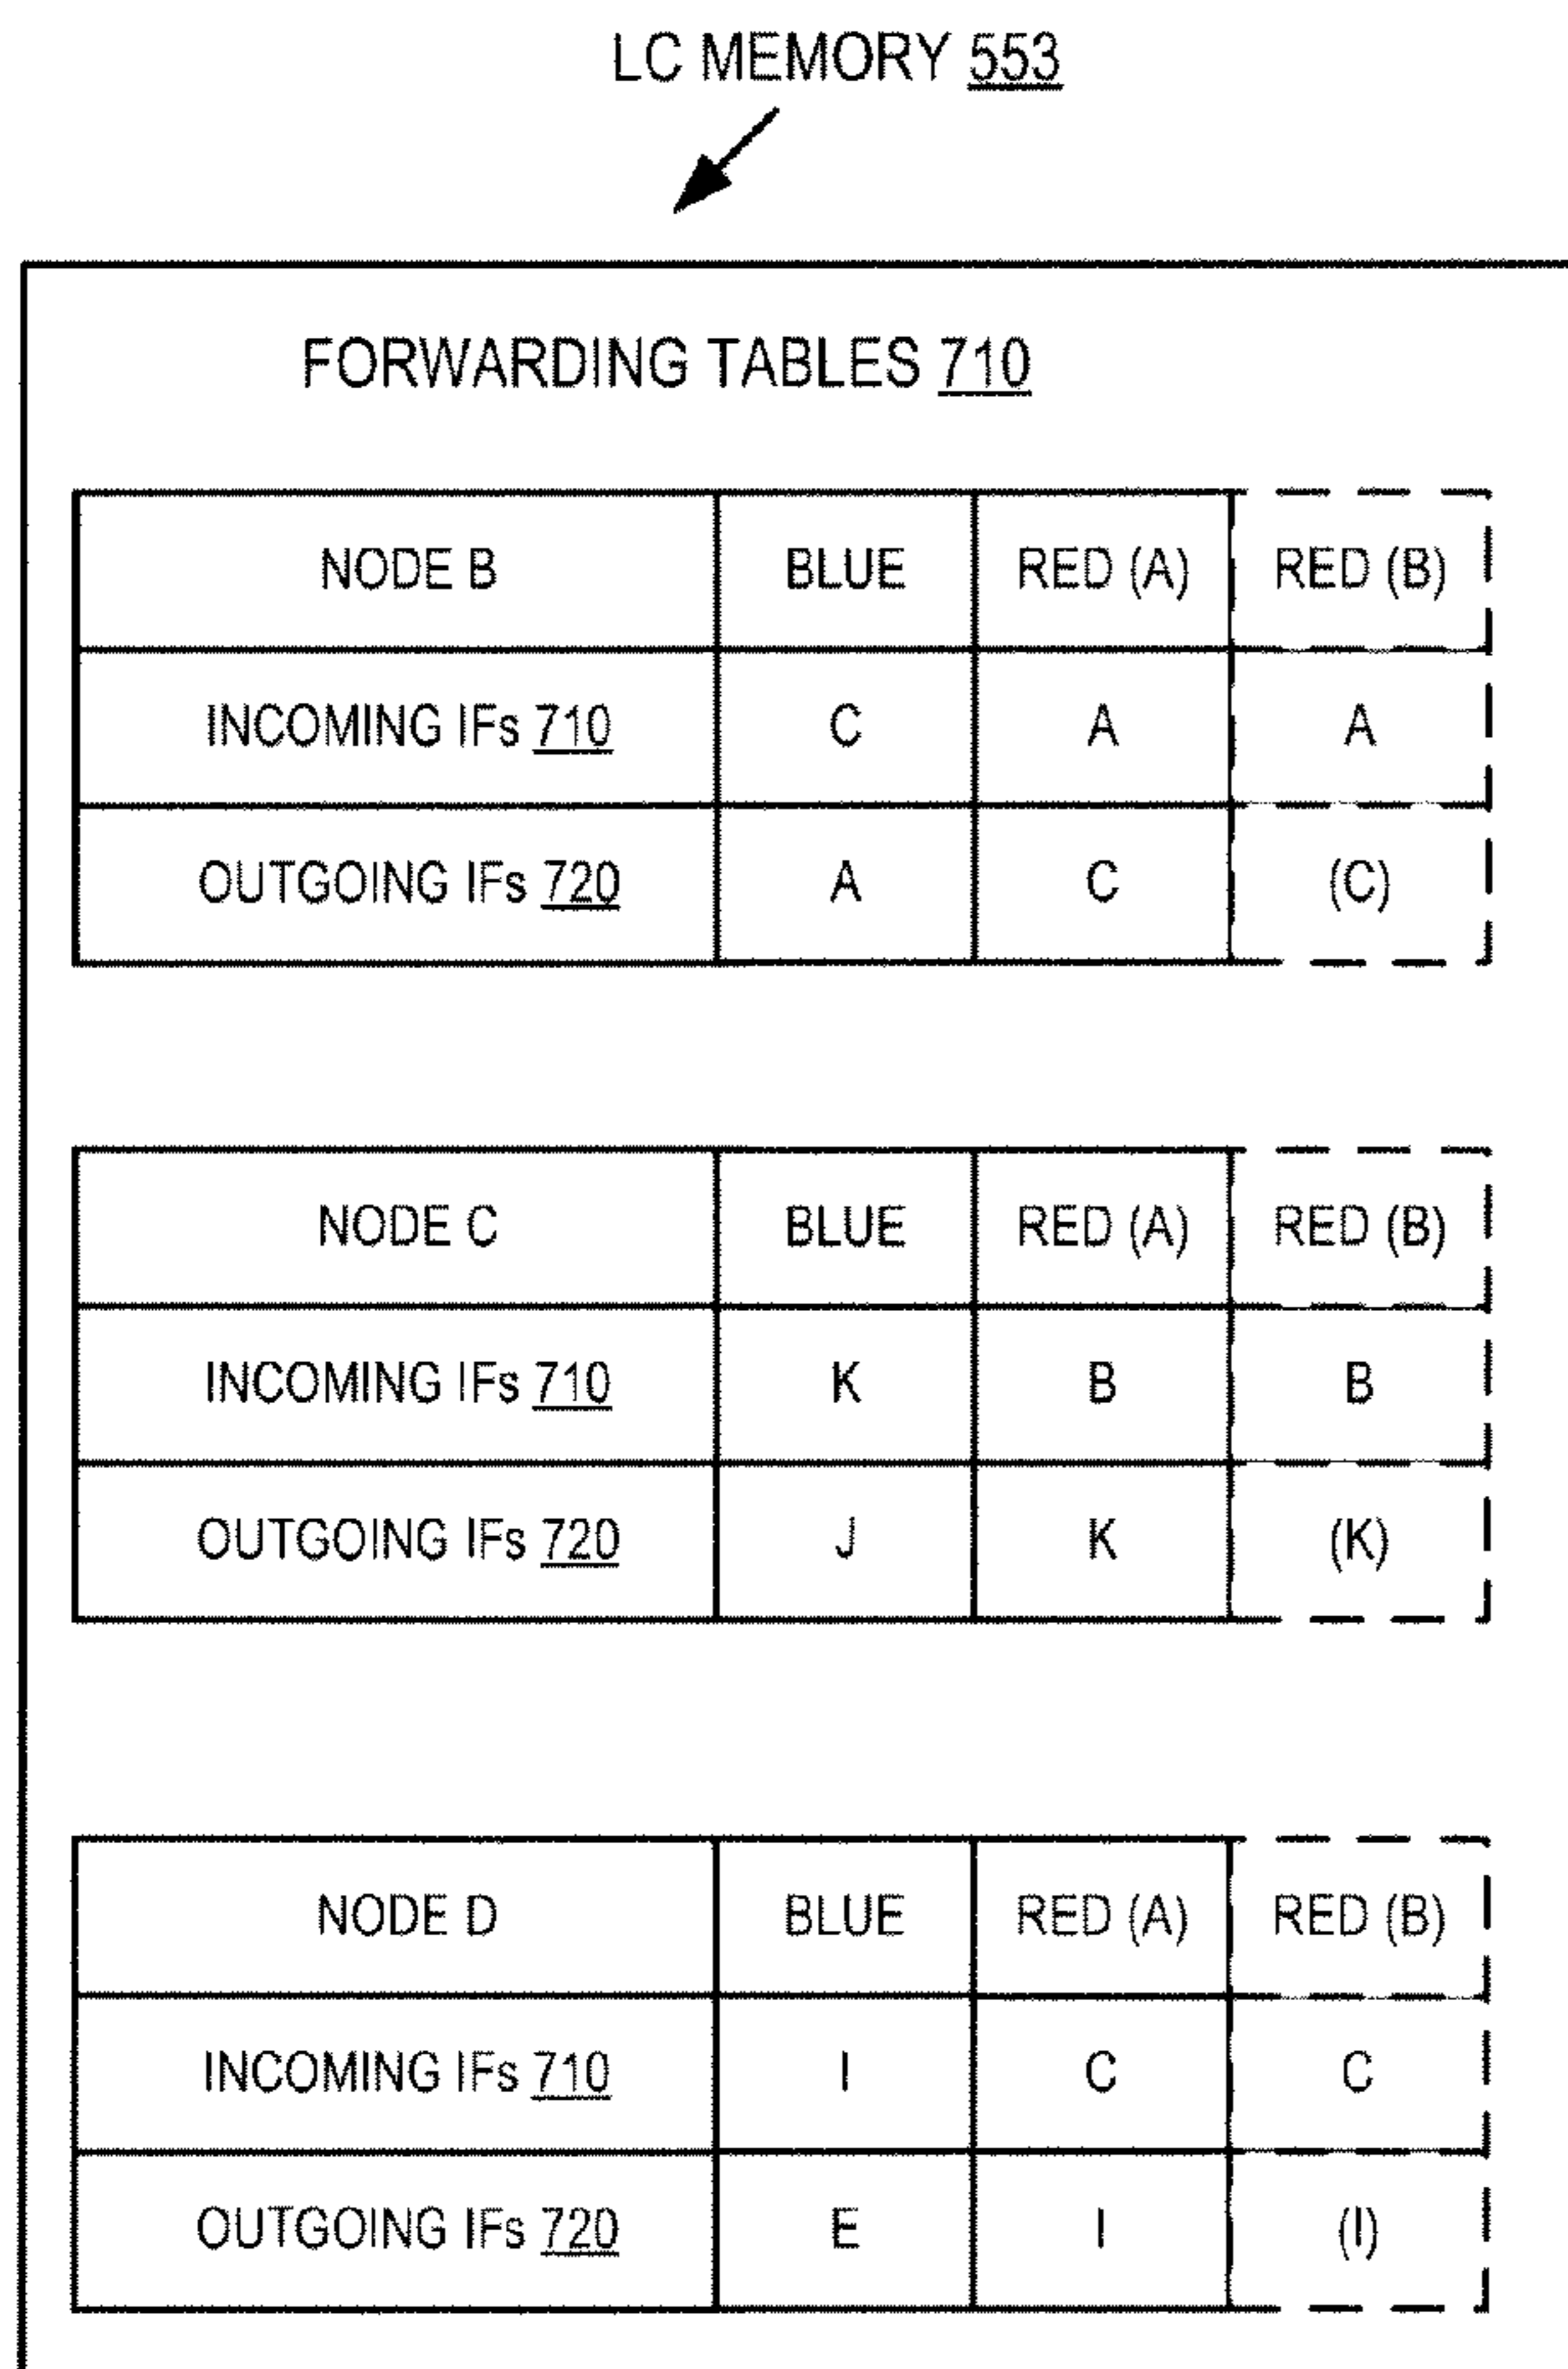 LC MEMORY 553
FORWARDING TABLES 710
NODE B BLUE RED (A) RED (B)
INCOMING IFs 710 C A A
OUTGOING IFs 720 A C (C)
NODE C BLUE RED (A) RED (B)
INCOMING IFs 710 K B B
OUTGOING IFs 720 J K (K)
NODE D BLUE RED (A) RED (B)
INCOMING IFs 710 I C C
OUTGOING IFs 720 E I (I)